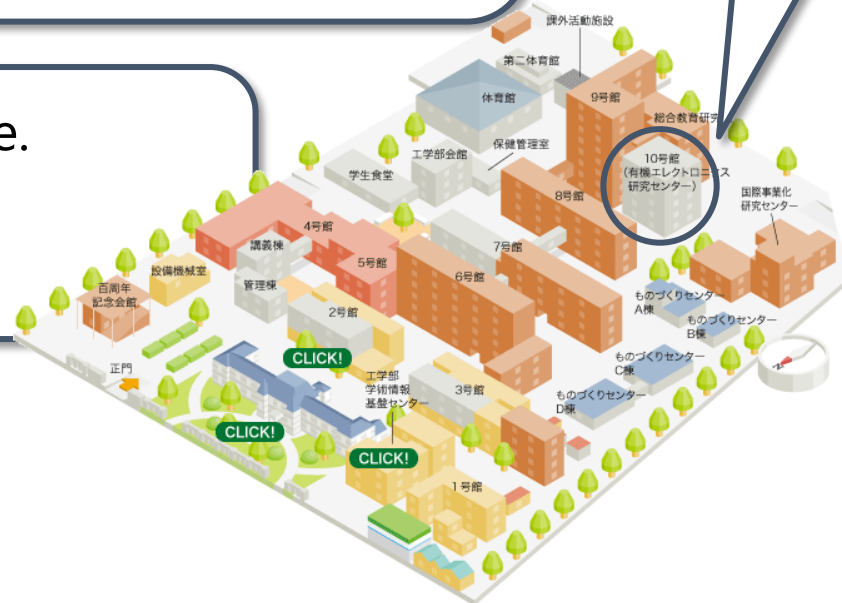 e.
課外活動施設
第二体育館
体育館
9号館
総合教育研究
保健管理室
工学部会館
学生食堂
10号館
(有機エレクトロニクス
研究センター)
国際事業化
研究センター
8号館
4号館
講義棟
7号館
5号館
6号館
設備機械室
管理棟
百周年
記念会館
2号館
ものづくりセンター
A棟
ものづくりセンター
B棟
正門
CLICK!
工学部
学術情報
基盤センター
3号館
ものづくりセンター
C棟
ものづくりセンター
D棟
CLICK!
CLICK!
1号館
N